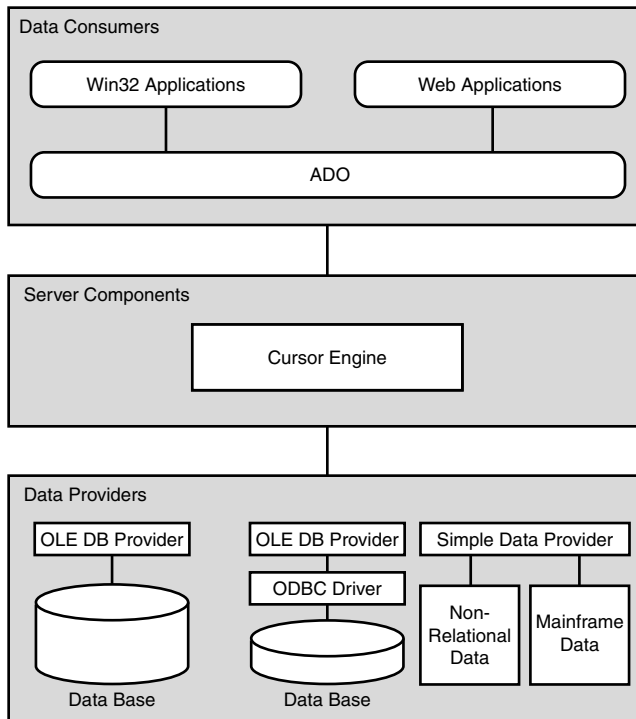 Data Consumers
Win32 Applications
Web Applications
ADO
Server Components
Cursor Engine
Data Providers
OLE DB Provider
OLE DB Provider
Simple Data Provider
ODBC Driver
Non-
Relational
Data
Mainframe
Data
Data Base
Data Base